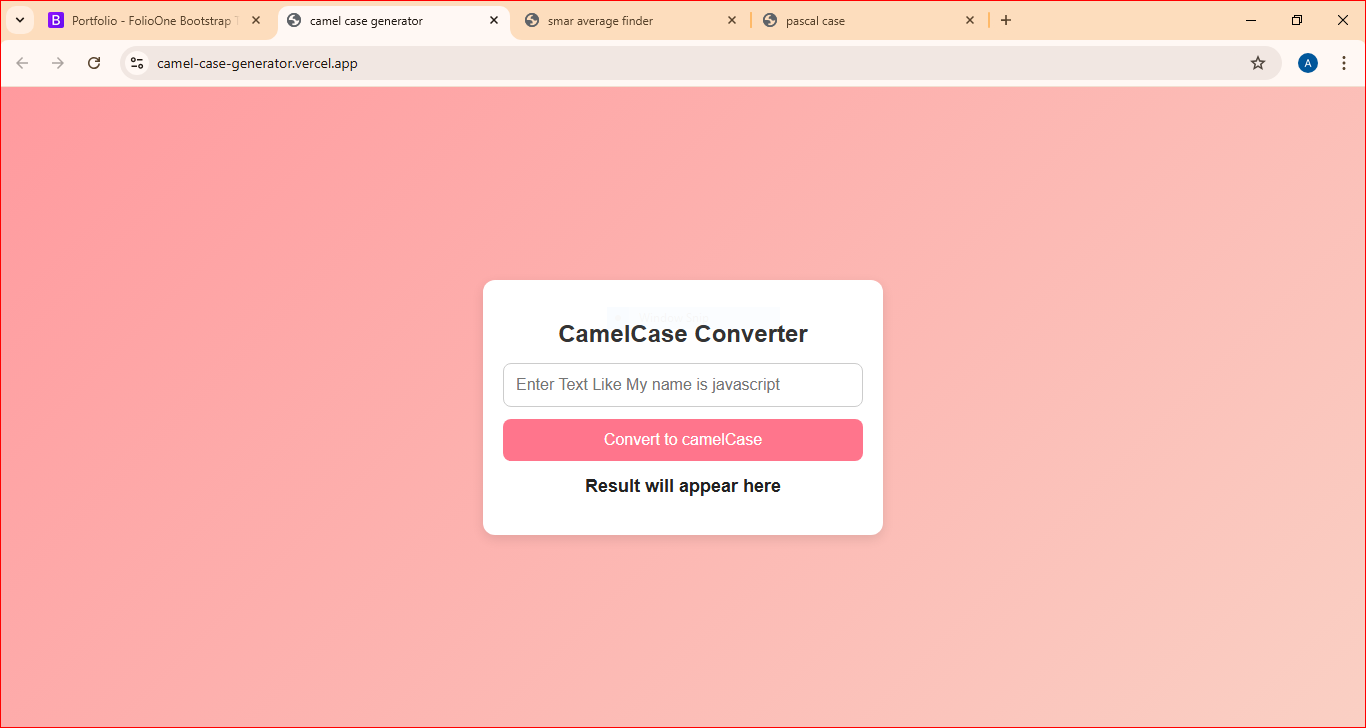 Portfolio - FolioOne Bootstrap
camel case generator
smar average finder
pascal case
camel-case-generator.vercel.app
A
CamelCase Converter
Enter Text Like My name is javascript
Convert to camelCase
Result will appear here